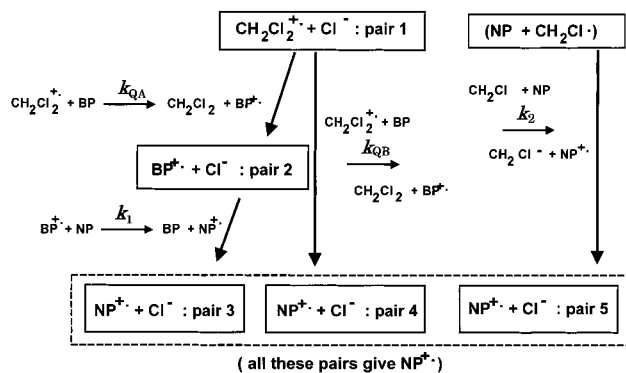 CH₂Cl₂⁺· + Cl⁻ : pair 1
(NP + CH₂Cl·)
CH₂Cl₂⁺· + BP k_QA CH₂Cl₂ + BP⁺·
CH₂Cl₂⁺· + BP
k_QB
CH₂Cl₂ + BP⁺·
CH₂Cl + NP
k₂
CH₂Cl⁻ + NP⁺·
BP⁺· + Cl⁻ : pair 2
BP⁺· + NP k₁ BP + NP⁺·
NP⁺· + Cl⁻ : pair 3
NP⁺· + Cl⁻ : pair 4
NP⁺· + Cl⁻ : pair 5
( all these pairs give NP⁺·)